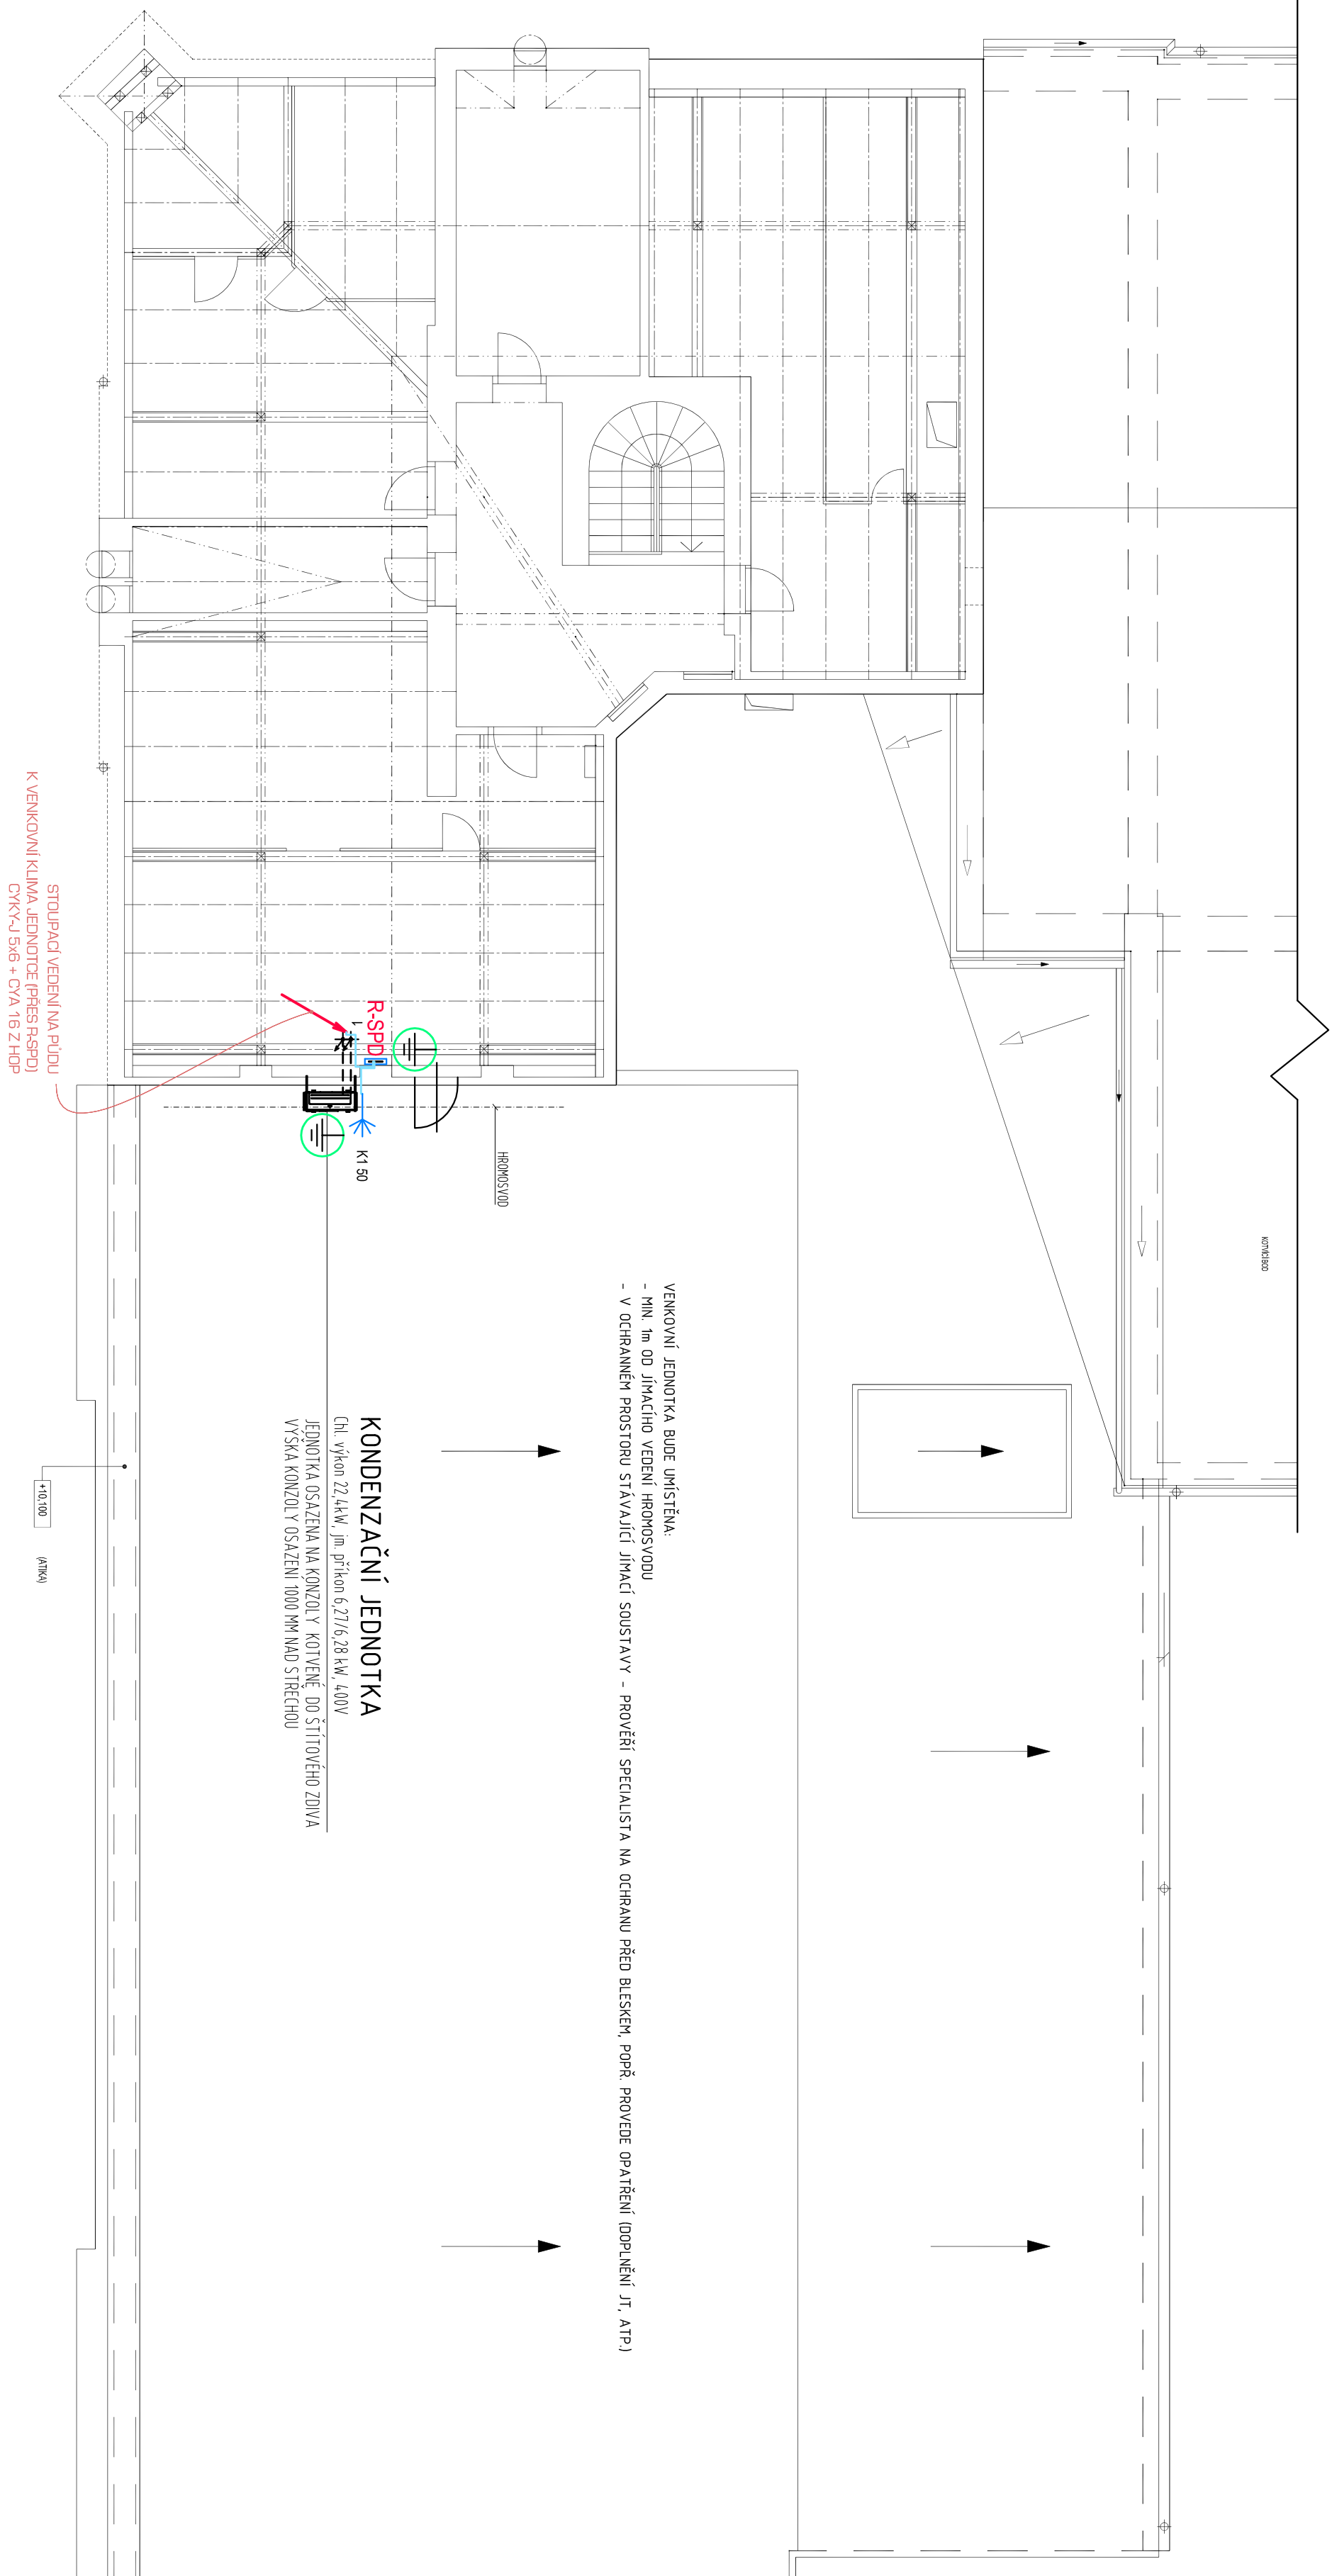 KOTVÍCÍ BOD
VENKOVNÍ JEDNOTKA BUDE UMÍSTĚNA:
- MIN. 1m OD JÍMACÍHO VEDENÍ HROMOSVODU
- V OCHRANNÉM PROSTORU STÁVAJÍCÍ JÍMACÍ SOUSTAVY - PROVĚŘÍ SPECIALISTA NA OCHRANU PŘED BLESKEM, POPŘ. PROVEDE OPATŘENÍ (DOPLNĚNÍ JT, ATP.)
HROMOSVOD
R-SPD
1
K1 50
KONDENZAČNÍ JEDNOTKA
Chl. výkon 22,4kW, jm. příkon 6,27/6,28 kW, 400V
JEDNOTKA OSAZENA NA KONZOLY KOTVENÉ DO ŠTÍTOVÉHO ZDIVA
VÝŠKA KONZOLY OSAZENÍ 1000 MM NAD STŘECHOU
STOUPACÍ VEDENÍ NA PŮDU
K VENKOVNÍ KLIMA JEDNOTCE (PŘES R-SPD)
CYKY-J 5x6 + CYA 16 Z HOP
+10,100 (ATIKA)